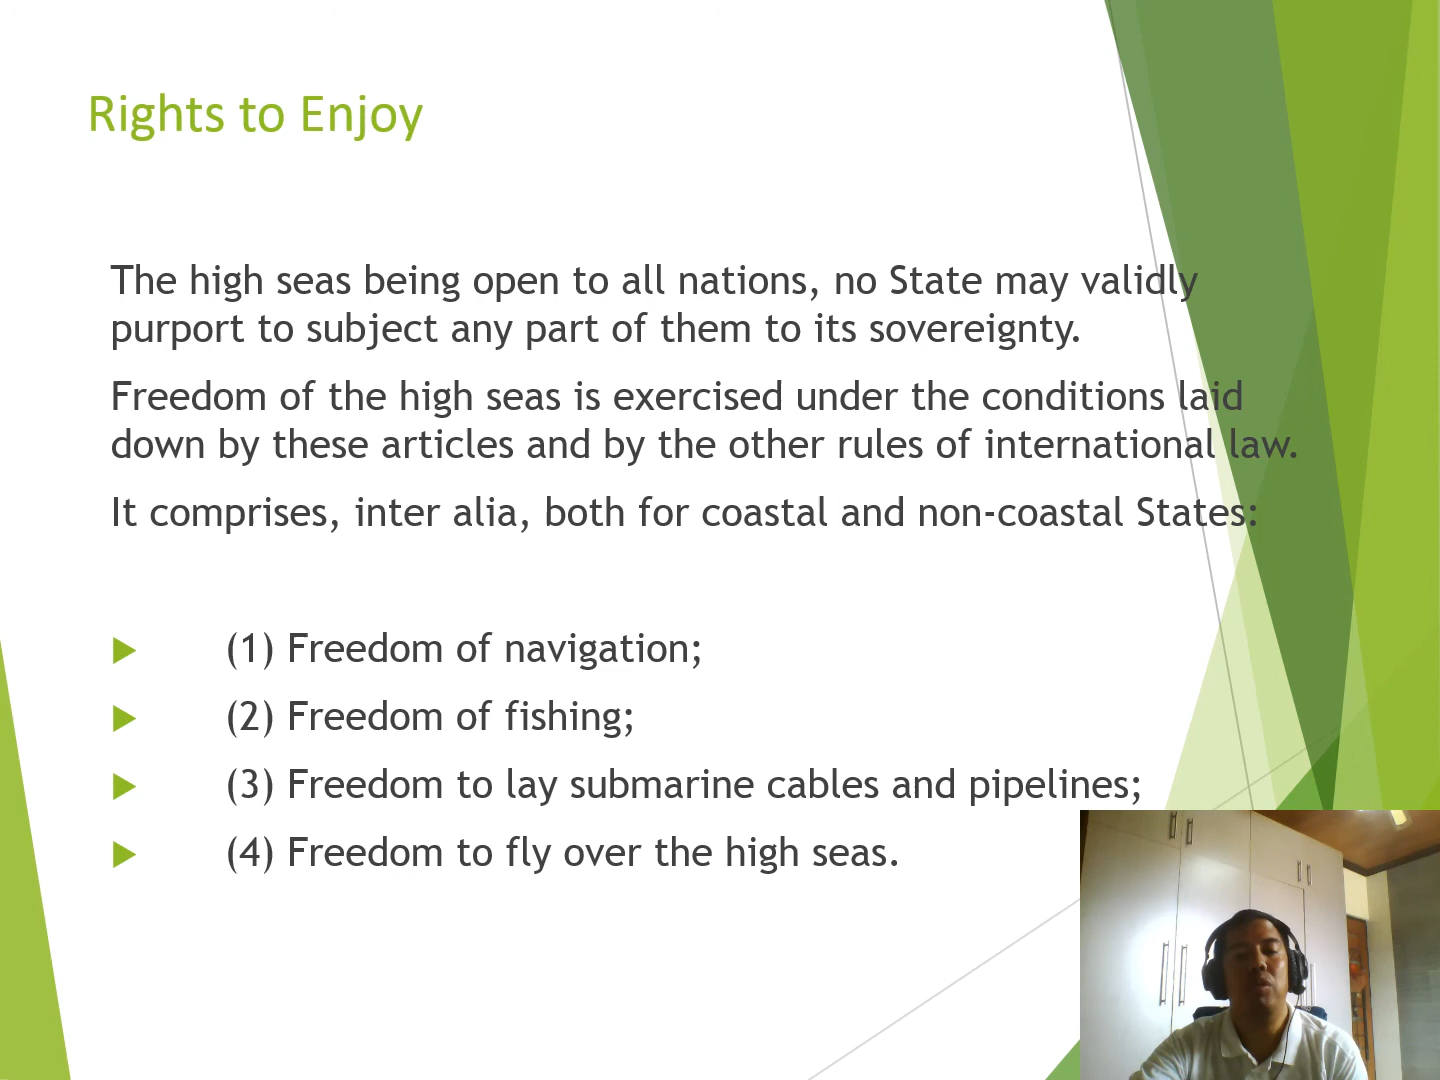 Rights to Enjoy
The high seas being open to all nations, no State may validly
purport to subject any part of them to its sovereignty.
Freedom of the high seas is exercised under the conditions laid
down by these articles and by the other rules of international law.
It comprises, inter alia, both for coastal and non-coastal States:
(1) Freedom of navigation;
(2) Freedom of fishing;
(3) Freedom to lay submarine cables and pipelines;
(4) Freedom to fly over the high seas.